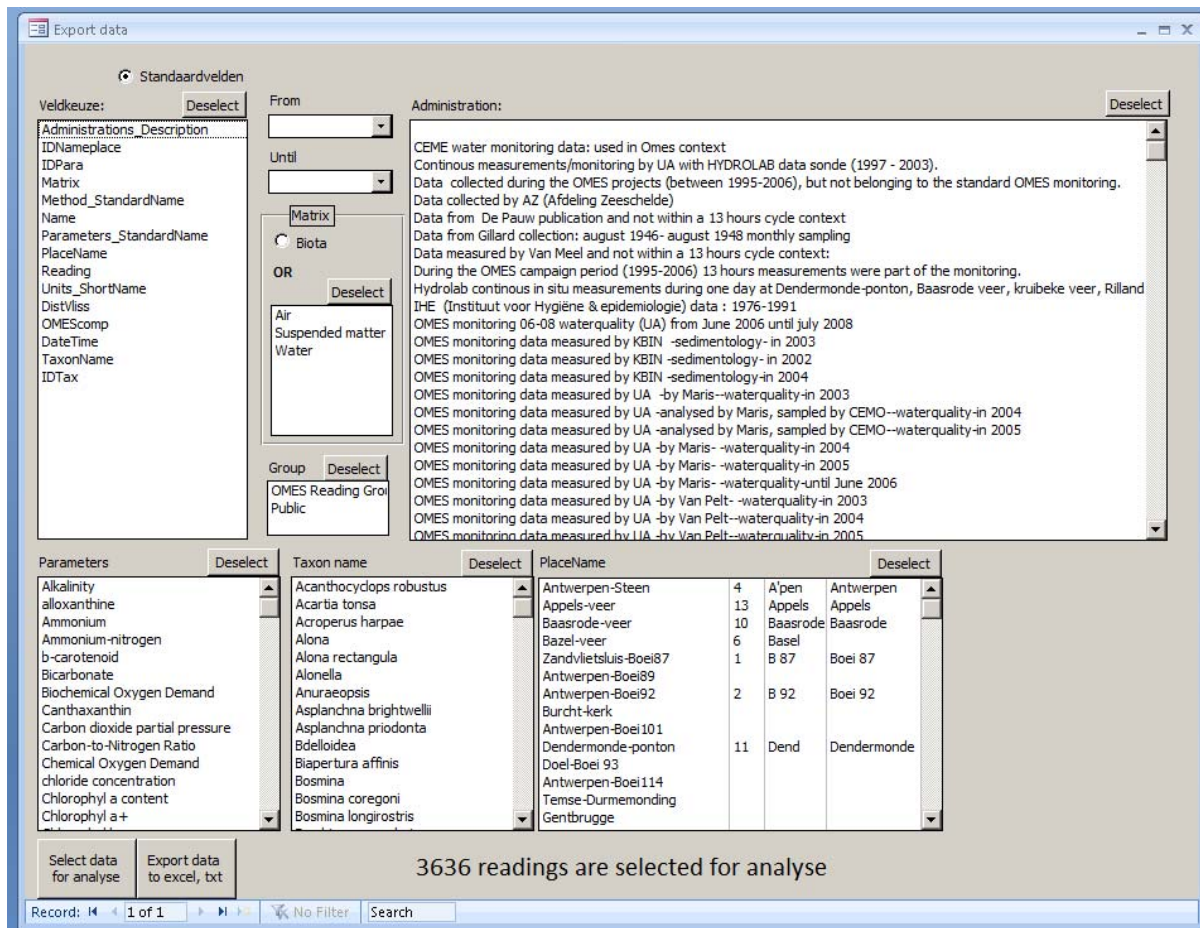 Export data
Standaardvelden
Veldkeuze:
Deselect
Administrations_Description
IDNameplace
IDPara
Matrix
Method_StandardName
Name
Parameters_StandardName
PlaceName
Reading
Units_ShortName
DistVliss
OMEScomp
DateTime
TaxonName
IDTax
From
Until
Matrix
Biota
OR
Deselect
Air
Suspended matter
Water
Group
Deselect
OMES Reading Grou
Public
Administration:
Deselect
CEME water monitoring data: used in Omes context
Continous measurements/monitoring by UA with HYDROLAB data sonde (1997 - 2003).
Data collected during the OMES projects (between 1995-2006), but not belonging to the standard OMES monitoring.
Data collected by AZ (Afdeling Zeeschelde)
Data from De Pauw publication and not within a 13 hours cycle context
Data from Gillard collection: august 1946- august 1948 monthly sampling
Data measured by Van Meel and not within a 13 hours cycle context:
During the OMES campaign period (1995-2006) 13 hours measurements were part of the monitoring.
Hydrolab continous in situ measurements during one day at Dendermonde-ponton, Baasrode veer, kruibeke veer, Rilland
IHE (Instituut voor Hygiëne & epidemiologie) data : 1976-1991
OMES monitoring 06-08 waterquality (UA) from June 2006 until july 2008
OMES monitoring data measured by KBIN -sedimentology- in 2003
OMES monitoring data measured by KBIN -sedimentology- in 2002
OMES monitoring data measured by KBIN -sedimentology-in 2004
OMES monitoring data measured by UA -by Maris--waterquality-in 2003
OMES monitoring data measured by UA -analysed by Maris, sampled by CEMO--waterquality-in 2004
OMES monitoring data measured by UA -analysed by Maris, sampled by CEMO--waterquality-in 2005
OMES monitoring data measured by UA -by Maris- -waterquality-in 2004
OMES monitoring data measured by UA -by Maris- -waterquality-in 2005
OMES monitoring data measured by UA -by Maris- -waterquality-until June 2006
OMES monitoring data measured by UA -by Van Pelt- -waterquality-in 2003
OMES monitoring data measured by UA -by Van Pelt--waterquality-in 2004
OMES monitoring data measured by UA -by Van Pelt--waterquality-in 2005
Parameters
Deselect
Alkalinity
alloxanthine
Ammonium
Ammonium-nitrogen
b-carotenoid
Bicarbonate
Biochemical Oxygen Demand
Canthaxanthin
Carbon dioxide partial pressure
Carbon-to-Nitrogen Ratio
Chemical Oxygen Demand
chloride concentration
Chlorophyl a content
Chlorophyl a+
Taxon name
Deselect
Acanthocyclops robustus
Acartia tonsa
Acroperus harpae
Alona
Alona rectangula
Alonella
Anuraeopsis
Asplanchna brightwellii
Asplanchna priodonta
Bdelloidea
Biapertura affinis
Bosmina
Bosmina coregoni
Bosmina longirostris
PlaceName
Deselect
Antwerpen-Steen 4 A'pen Antwerpen
Appels-veer 13 Appels Appels
Baasrode-veer 10 Baasrode Baasrode
Bazel-veer 6 Basel
Zandvlietsluis-Boei87 1 B 87 Boei 87
Antwerpen-Boei89
Antwerpen-Boei92 2 B 92 Boei 92
Burcht-kerk
Antwerpen-Boei101
Dendermonde-ponton 11 Dend Dendermonde
Doel-Boei 93
Antwerpen-Boei114
Temse-Durmemonding
Gentbrugge
Select data
for analyse
Export data
to excel, txt
3636 readings are selected for analyse
Record: 1 of 1 No Filter Search